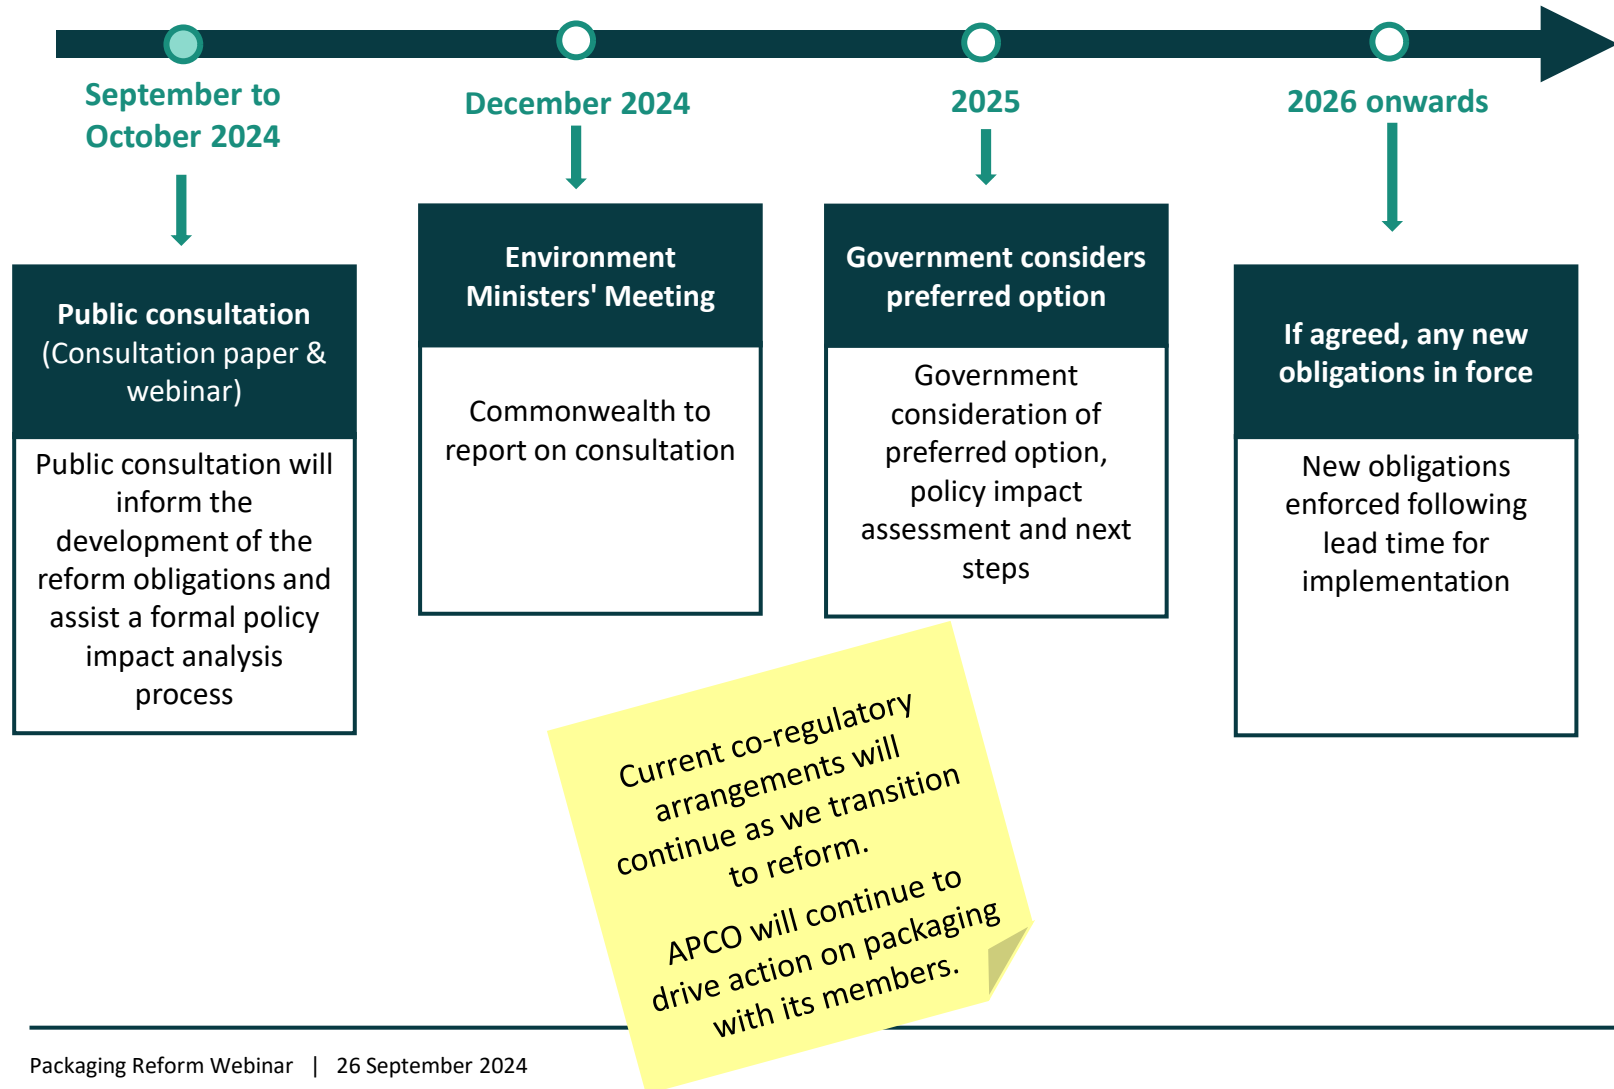 September to
October 2024
December 2024
2025
2026 onwards
Public consultation
(Consultation paper &
webinar)
Public consultation will
inform the
development of the
reform obligations and
assist a formal policy
impact analysis
process
Environment
Ministers' Meeting
Commonwealth to
report on consultation
Government considers
preferred option
Government
consideration of
preferred option,
policy impact
assessment and next
steps
If agreed, any new
obligations in force
New obligations
enforced following
lead time for
implementation
Current co-regulatory
arrangements will
continue as we transition
to reform.
APCO will continue to
drive action on packaging
with its members.
Packaging Reform Webinar | 26 September 2024